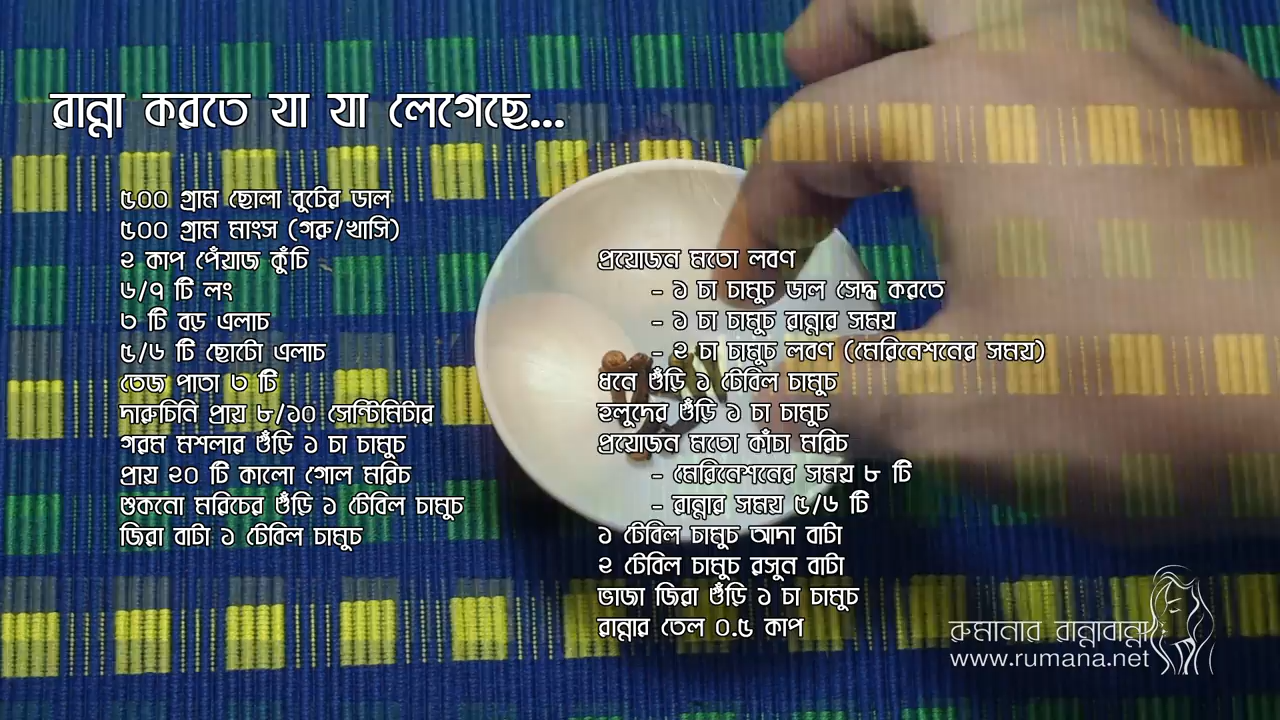 রান্না করতে যা যা লেগেছে...
৫০০ গ্রাম ছোলা বুটের ডাল
৫০০ গ্রাম মাংস (গরু/খাসি)
২ কাপ পেঁয়াজ কুঁচি
৬/৭ টি লং
৩ টি বড় এলাচ
৫/৬ টি ছোটো এলাচ
তেজ পাতা ৩ টি
দারুচিনি প্রায় ৮/১০ সেন্টিমিটার
গরম মশলার গুঁড়ি ১ চা চামুচ
প্রায় ২০ টি কালো গোল মরিচ
শুকনো মরিচের গুঁড়ি ১ টেবিল চামুচ
জিরা বাটা ১ টেবিল চামুচ
প্রয়োজন মতো লবণ
- ১ চা চামুচ ডাল সেদ্ধ করতে
- ১ চা চামুচ রান্নার সময়
- ২ চা চামুচ লবণ (মেরিনেশনের সময়)
ধনে গুঁড়ি ১ টেবিল চামুচ
হলুদের গুঁড়ি ১ চা চামুচ
প্রয়োজন মতো কাঁচা মরিচ
- মেরিনেশনের সময় ৮ টি
- রান্নার সময় ৫/৬ টি
১ টেবিল চামুচ আদা বাটা
২ টেবিল চামুচ রসুন বাটা
ভাজা জিরা গুঁড়ি ১ চা চামুচ
রান্নার তেল ০.৫ কাপ
রুমানার রান্নাবান্না
www.rumana.net